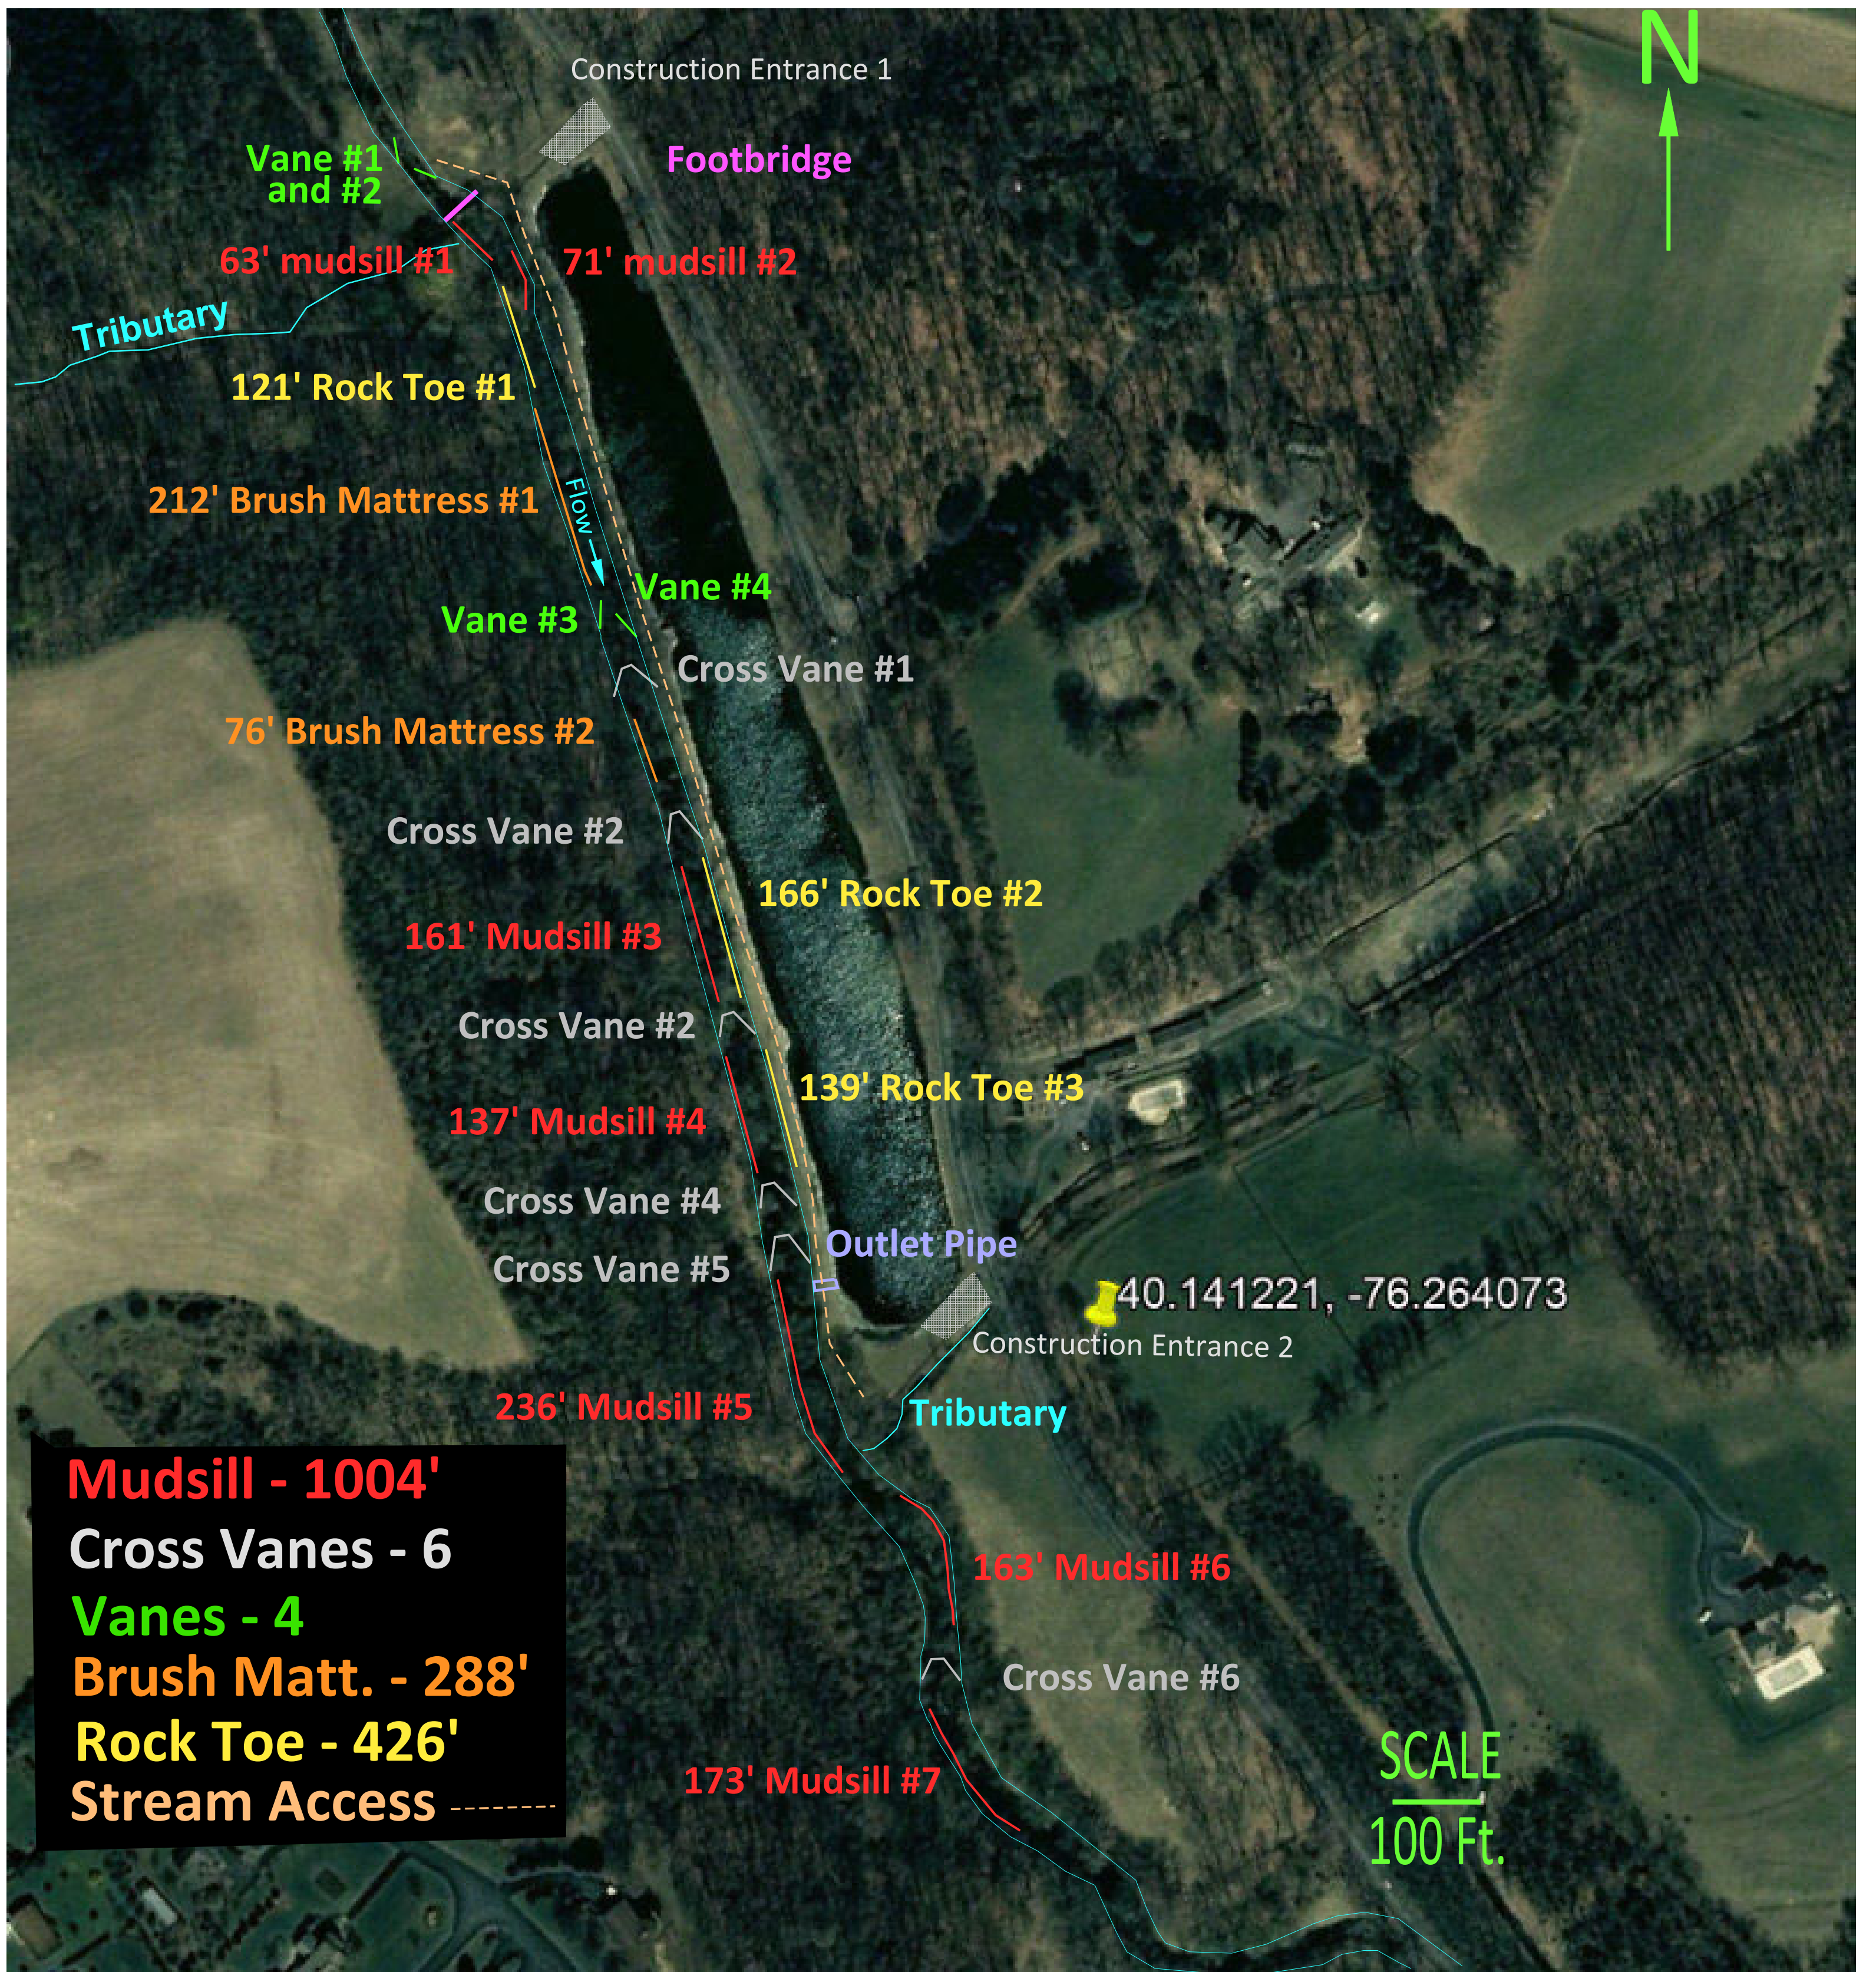 N
Construction Entrance 1
Vane #1
and #2
Footbridge
63' mudsill #1
71' mudsill #2
Tributary
121' Rock Toe #1
212' Brush Mattress #1
Flow
Vane #4
Vane #3
Cross Vane #1
76' Brush Mattress #2
Cross Vane #2
166' Rock Toe #2
161' Mudsill #3
Cross Vane #2
139' Rock Toe #3
137' Mudsill #4
Cross Vane #4
Outlet Pipe
Cross Vane #5
40.141221, -76.264073
Construction Entrance 2
236' Mudsill #5
Tributary
Mudsill - 1004'
Cross Vanes - 6
Vanes - 4
Brush Matt. - 288'
Rock Toe - 426'
Stream Access
163' Mudsill #6
Cross Vane #6
173' Mudsill #7
SCALE
100 Ft.